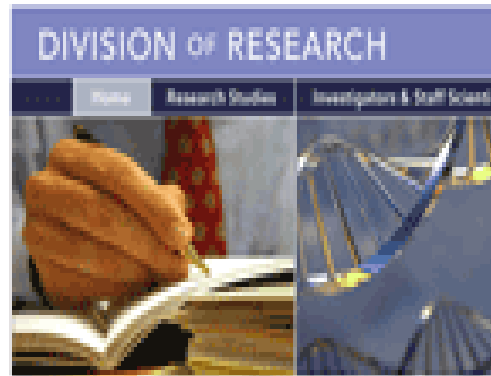 DIVISION OF RESEARCH
Home Research Studies Investigators & Staff Scienti